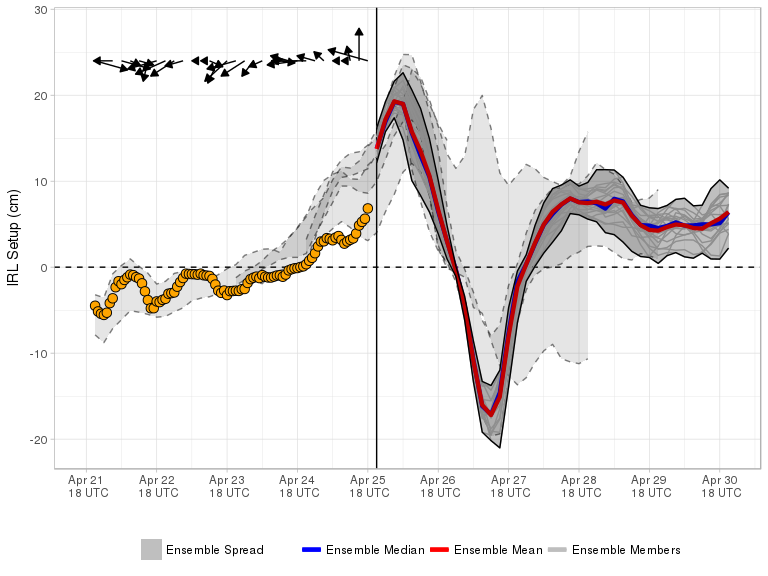 30
20
10
0
-10
-20
IRL Setup (cm)
Apr 21 Apr 22 Apr 23 Apr 24 Apr 25 Apr 26 Apr 27 Apr 28 Apr 29 Apr 30
18 UTC 18 UTC 18 UTC 18 UTC 18 UTC 18 UTC 18 UTC 18 UTC 18 UTC 18 UTC
Ensemble Spread Ensemble Median Ensemble Mean Ensemble Members